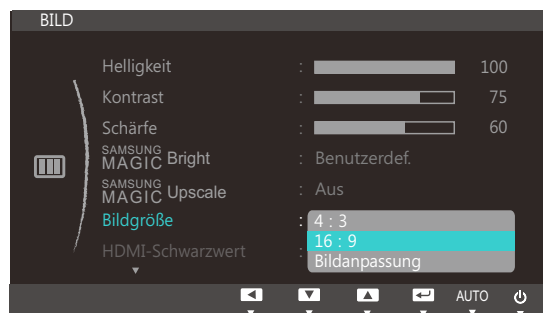 BILD
Helligkeit : 100
Kontrast : 75
Schärfe : 60
SAMSUNG MAGIC Bright : Benutzerdef.
SAMSUNG MAGIC Upscale : Aus
Bildgröße : 4 : 3
16 : 9
HDMI-Schwarzwert : Bildanpassung
AUTO